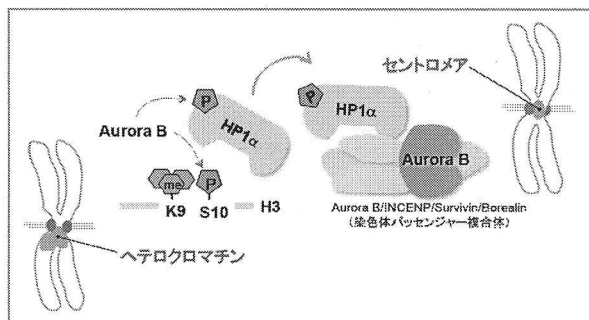 セントロメア
P
HP1α
P
HP1α
Aurora B
Aurora B
me
P
K9
S10
H3
Aurora B/INCENP/Survivin/Borealin
(染色体パッセンジャー複合体)
ヘテロクロマチン